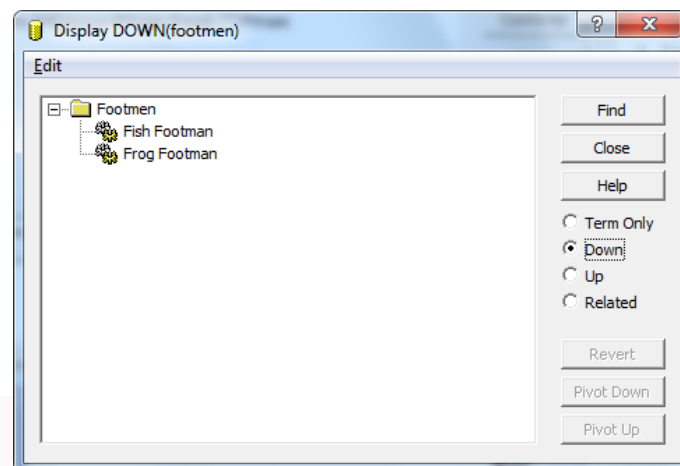 Display DOWN(footmen)
Edit
Footmen
Fish Footman
Frog Footman
Find
Close
Help
Term Only
Down
Up
Related
Revert
Pivot Down
Pivot Up